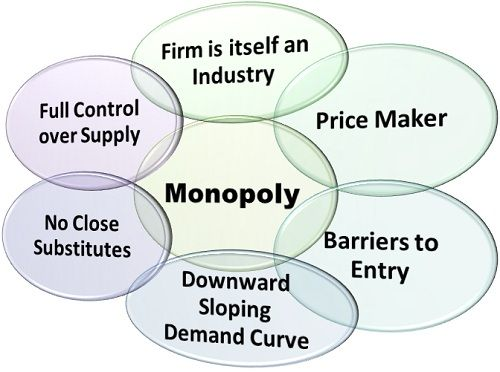 Firm is itself an
Industry
Full Control
over Supply
Price Maker
Monopoly
No Close
Substitutes
Barriers to
Entry
Downward
Sloping
Demand Curve